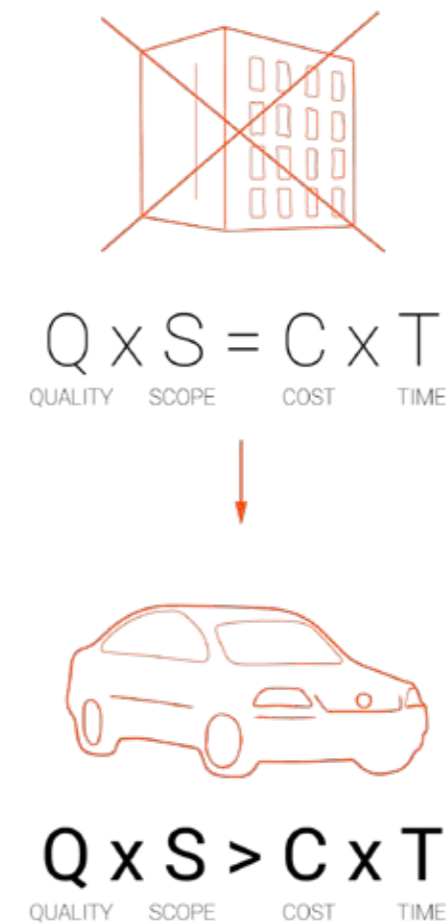 Q x S = C x T
QUALITY SCOPE COST TIME
Q x S > C x T
QUALITY SCOPE COST TIME